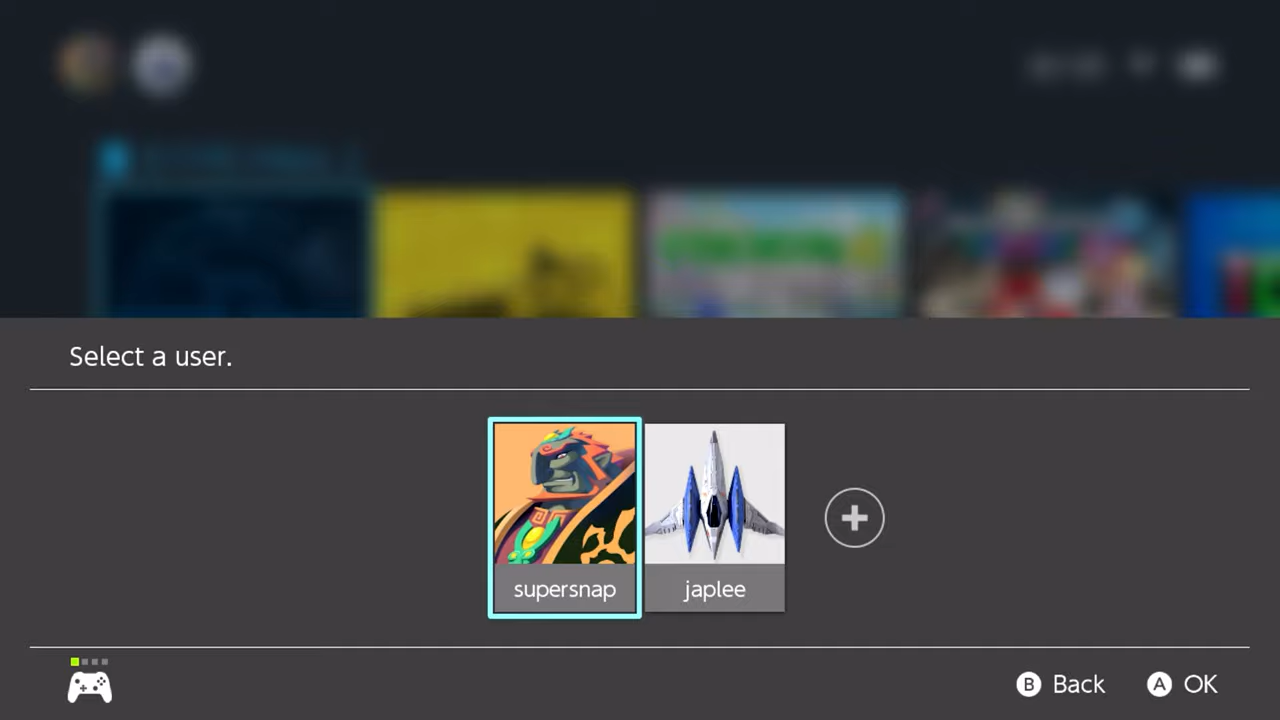 Select a user.
supersnap
japlee
B Back
A OK